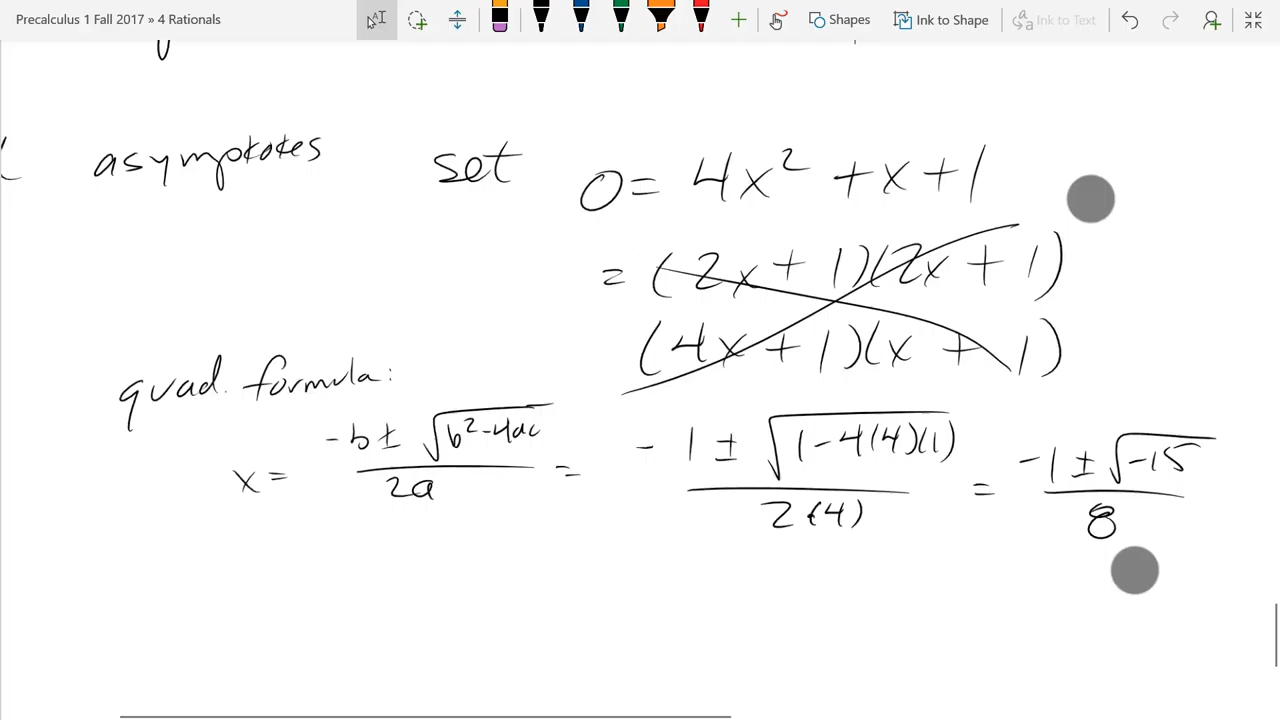 Precalculus 1 Fall 2017 » 4 Rationals
Shapes
Ink to Shape
Ink to Text
asymptotes set 0 = 4x² + x + 1
= (2x + 1)(2x + 1)
(4x + 1)(x + 1)
quad. formula:
x = -b ± √(b² - 4ac) / 2a = -1 ± √(1 - 4(4)(1)) / 2(4) = -1 ± √(-15) / 8